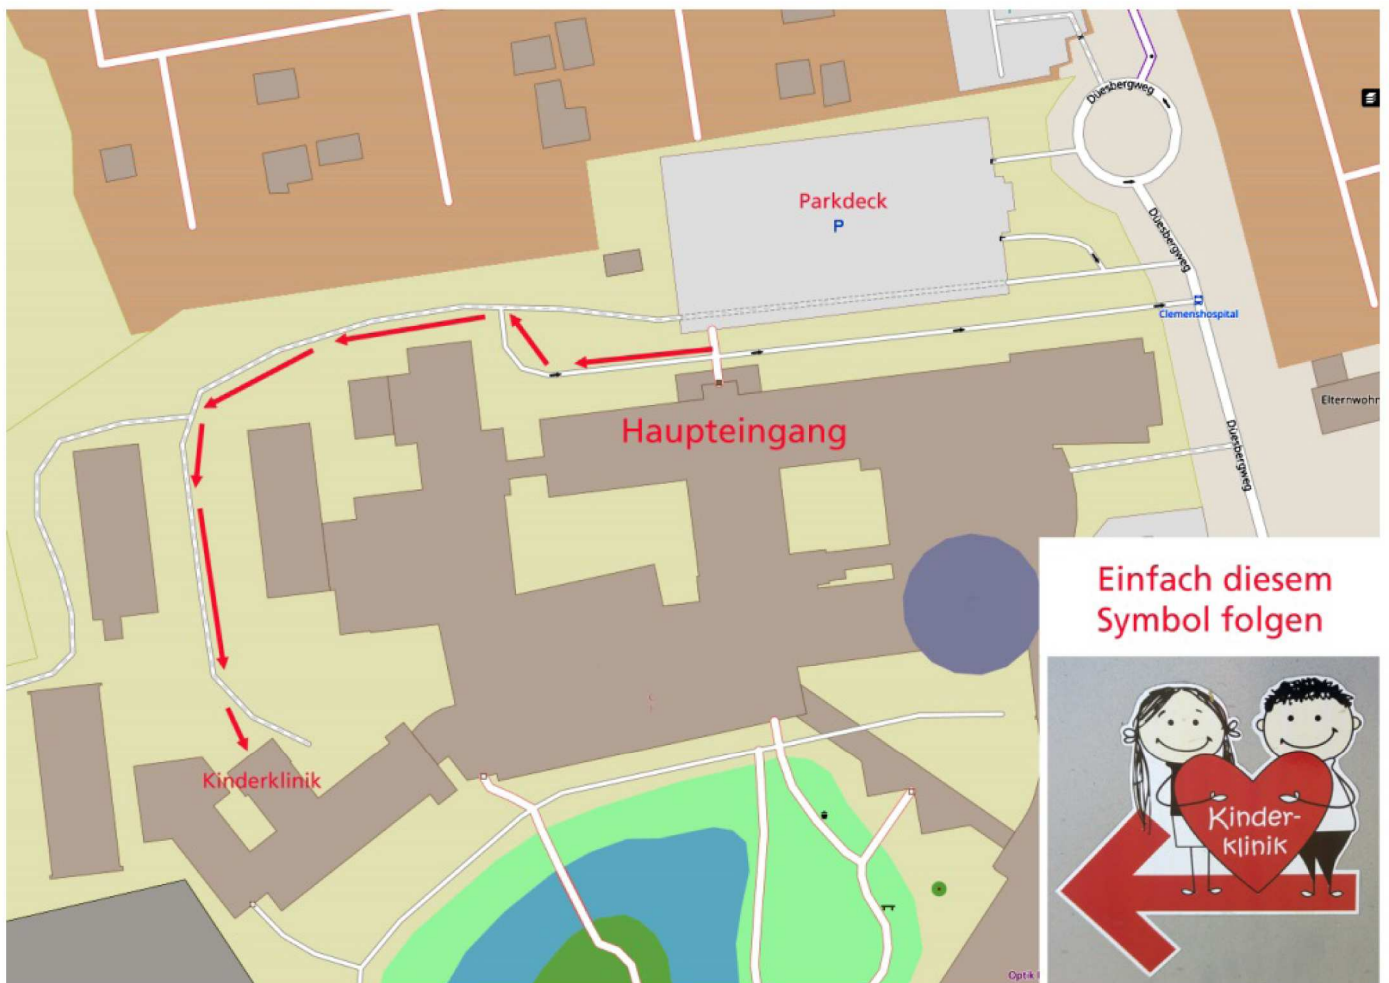 Düesbergweg
Parkdeck
P
Düesbergweg
Clemenshospital
Elternwohn
Haupteingang
Düesbergweg
Einfach diesem
Symbol folgen
Kinderklinik
Kinder-
klinik
Optik